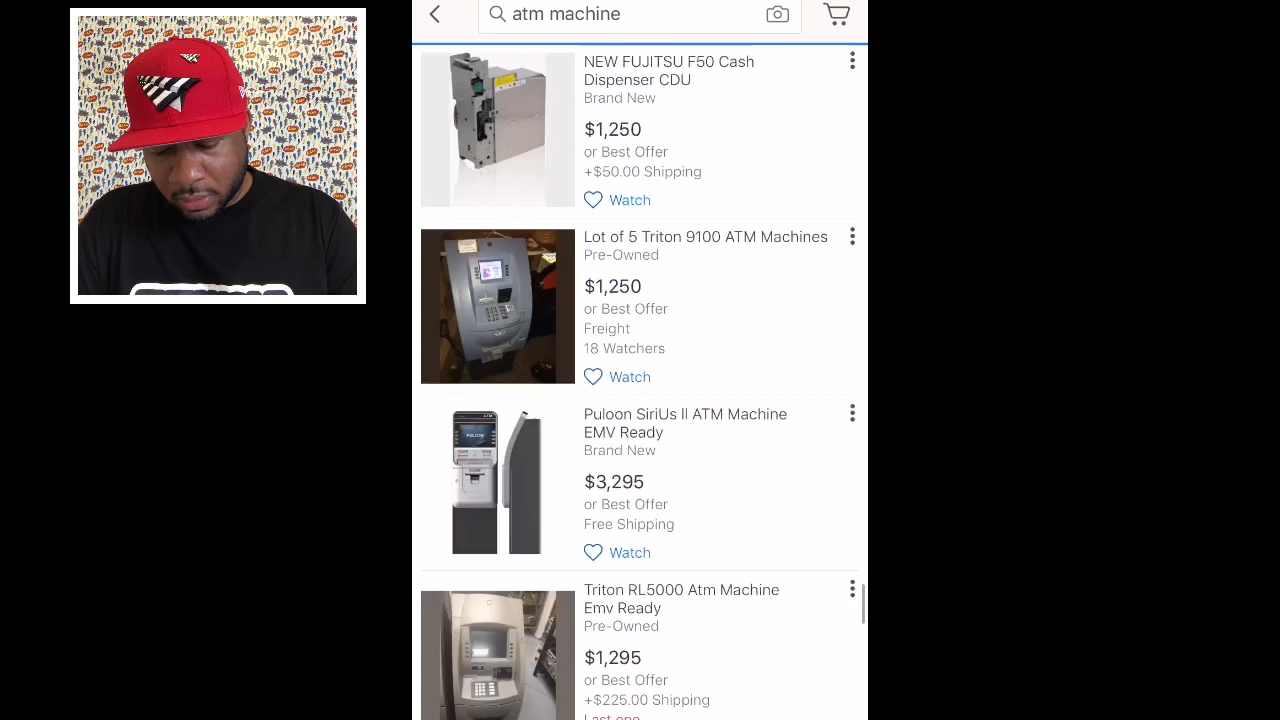 atm machine
NEW FUJITSU F50 Cash
Dispenser CDU
Brand New
$1,250
or Best Offer
+$50.00 Shipping
Watch
Lot of 5 Triton 9100 ATM Machines
Pre-Owned
$1,250
or Best Offer
Freight
18 Watchers
Watch
Puloon SiriUs II ATM Machine
EMV Ready
Brand New
$3,295
or Best Offer
Free Shipping
Watch
Triton RL5000 Atm Machine
Emv Ready
Pre-Owned
$1,295
or Best Offer
+$225.00 Shipping
Last one